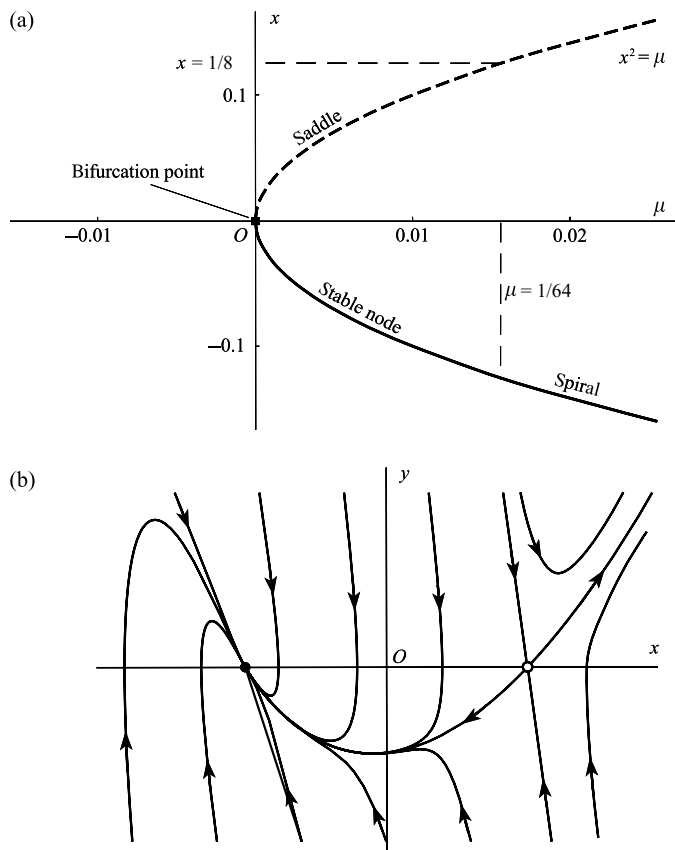 (a)
x
x = 1/8
x² = μ
0.1
Saddle
Bifurcation point
μ
−0.01
O
0.01
0.02
μ = 1/64
Stable node
−0.1
Spiral
(b)
y
O
x